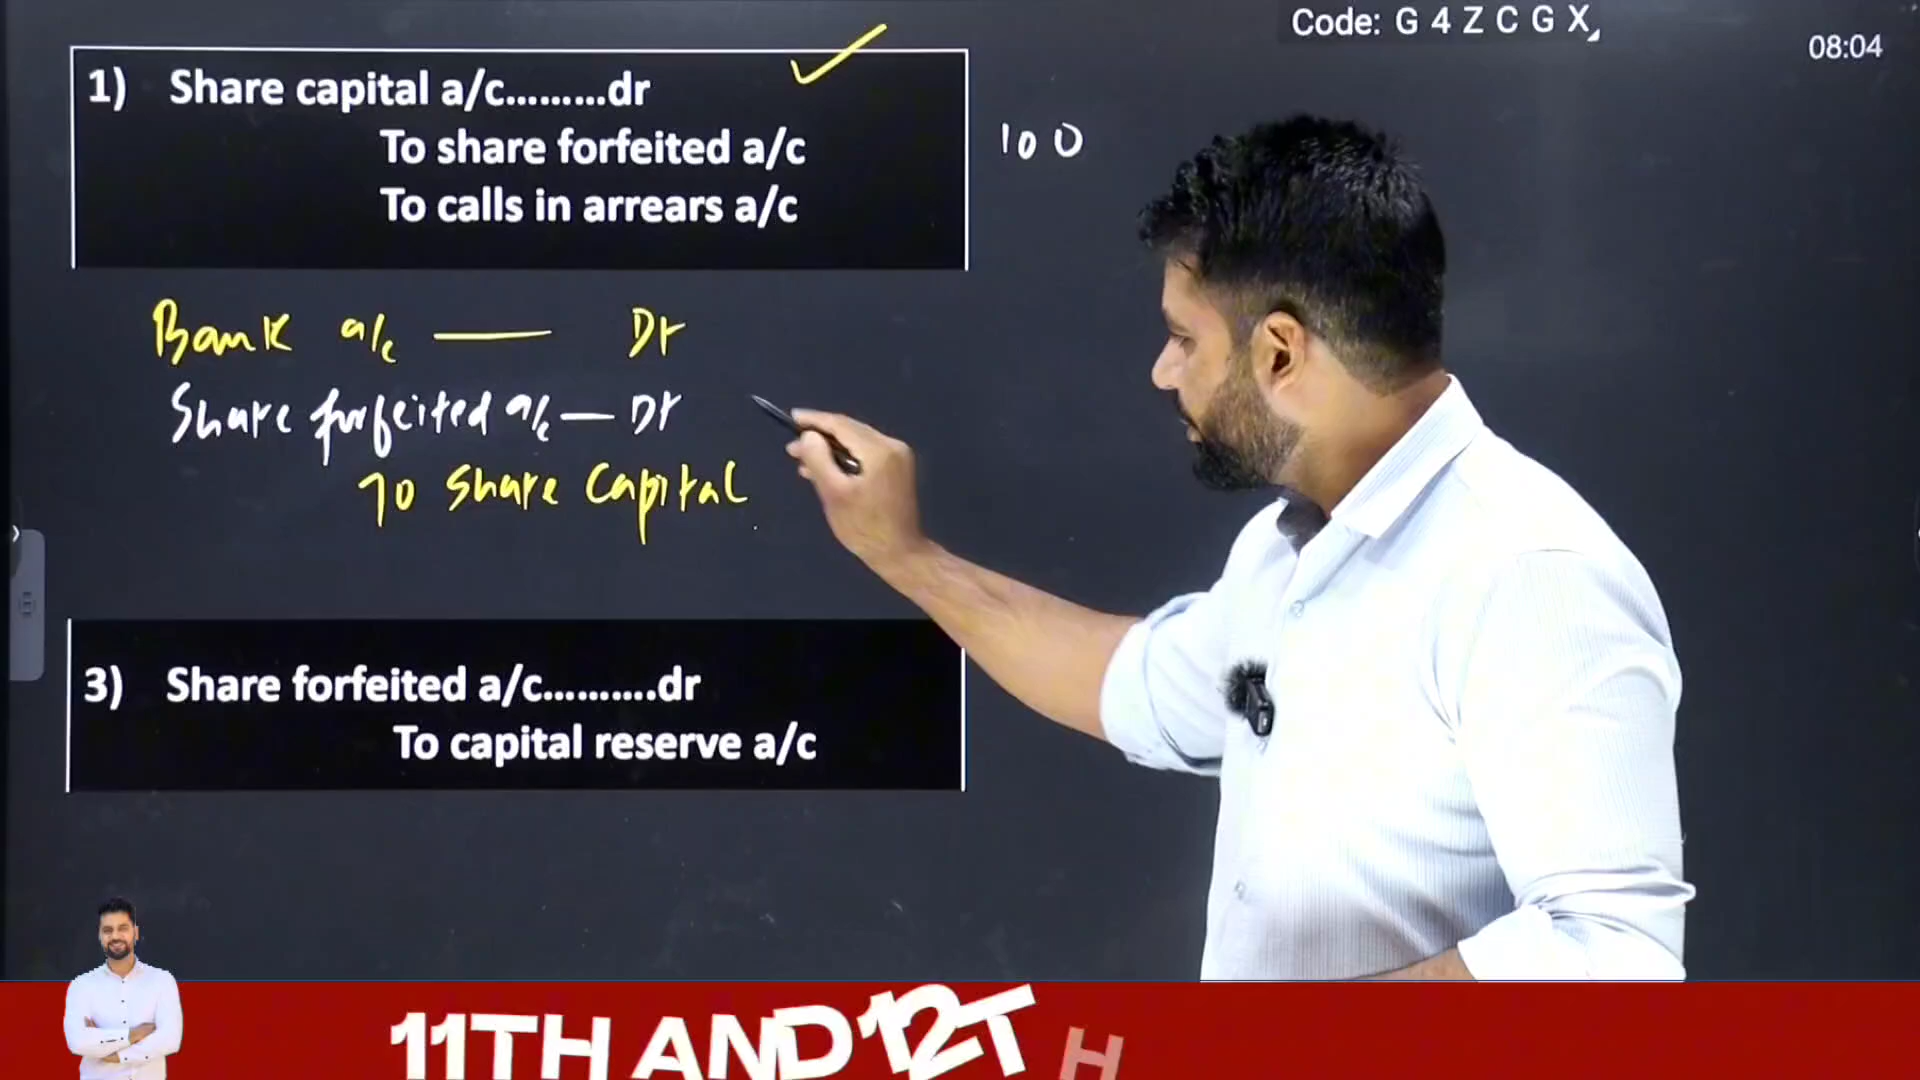 Code: G 4 Z C G X
08:04
1) Share capital a/c.........dr
To share forfeited a/c
To calls in arrears a/c
100
Bank a/c — Dr
Share forfeited a/c — Dr
To Share Capital
3) Share forfeited a/c..........dr
To capital reserve a/c
11TH AND 12T H